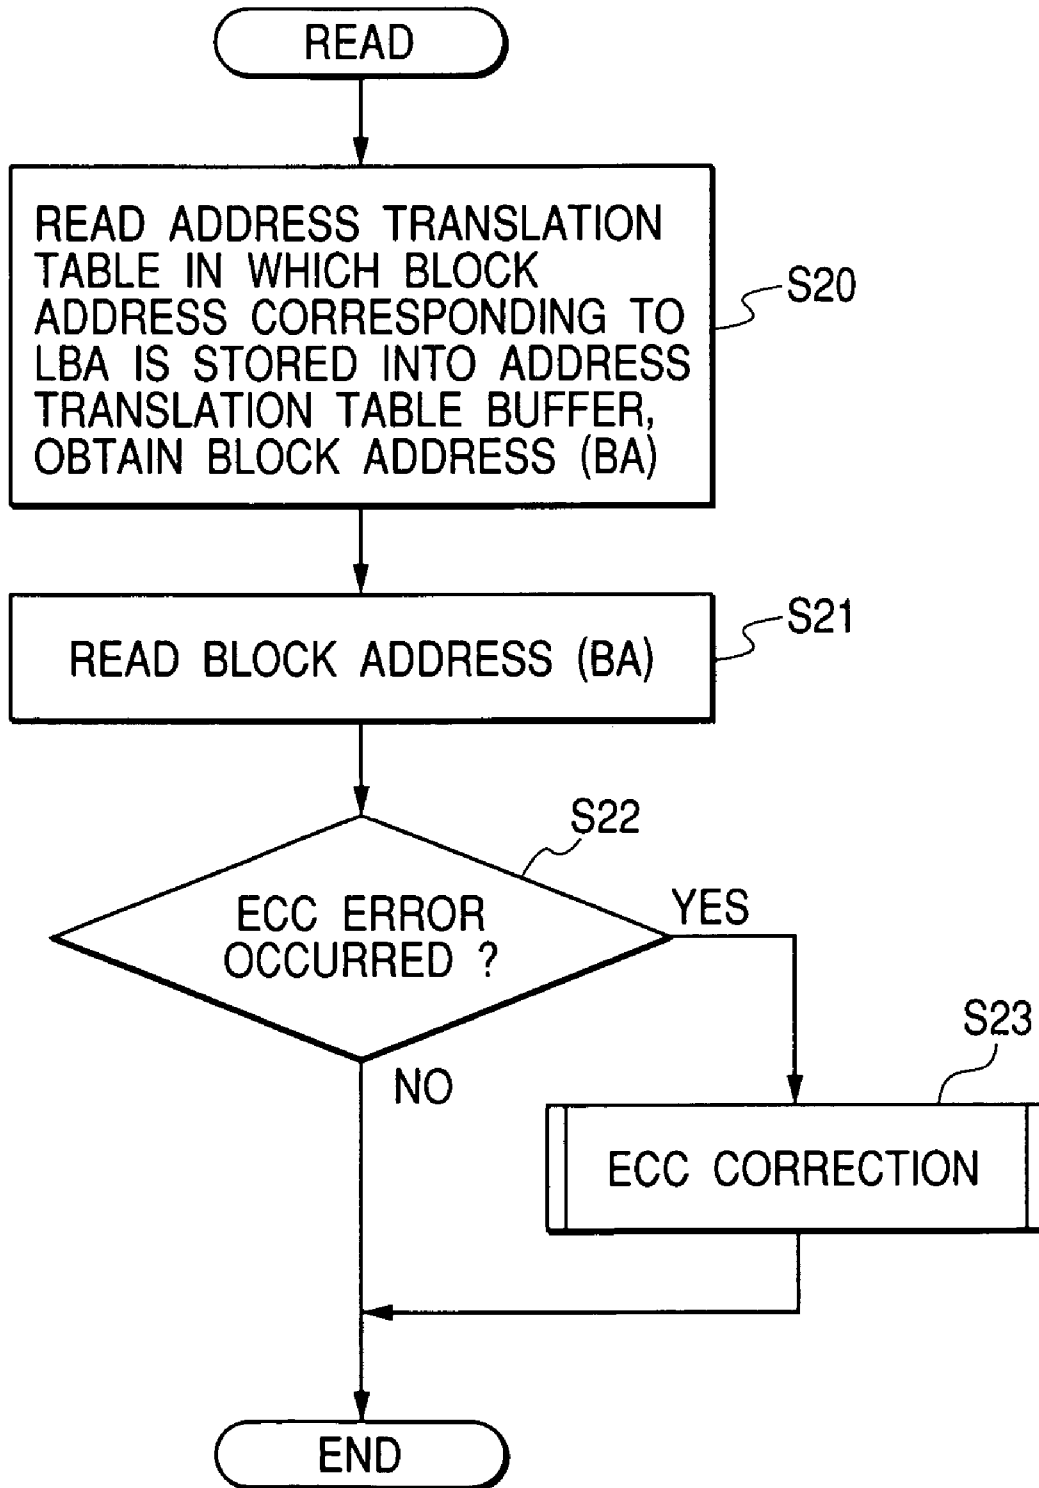 READ
READ ADDRESS TRANSLATION
TABLE IN WHICH BLOCK
ADDRESS CORRESPONDING TO
LBA IS STORED INTO ADDRESS
TRANSLATION TABLE BUFFER,
OBTAIN BLOCK ADDRESS (BA)
S20
READ BLOCK ADDRESS (BA)
S21
S22
ECC ERROR
OCCURRED ?
YES
NO
S23
ECC CORRECTION
END